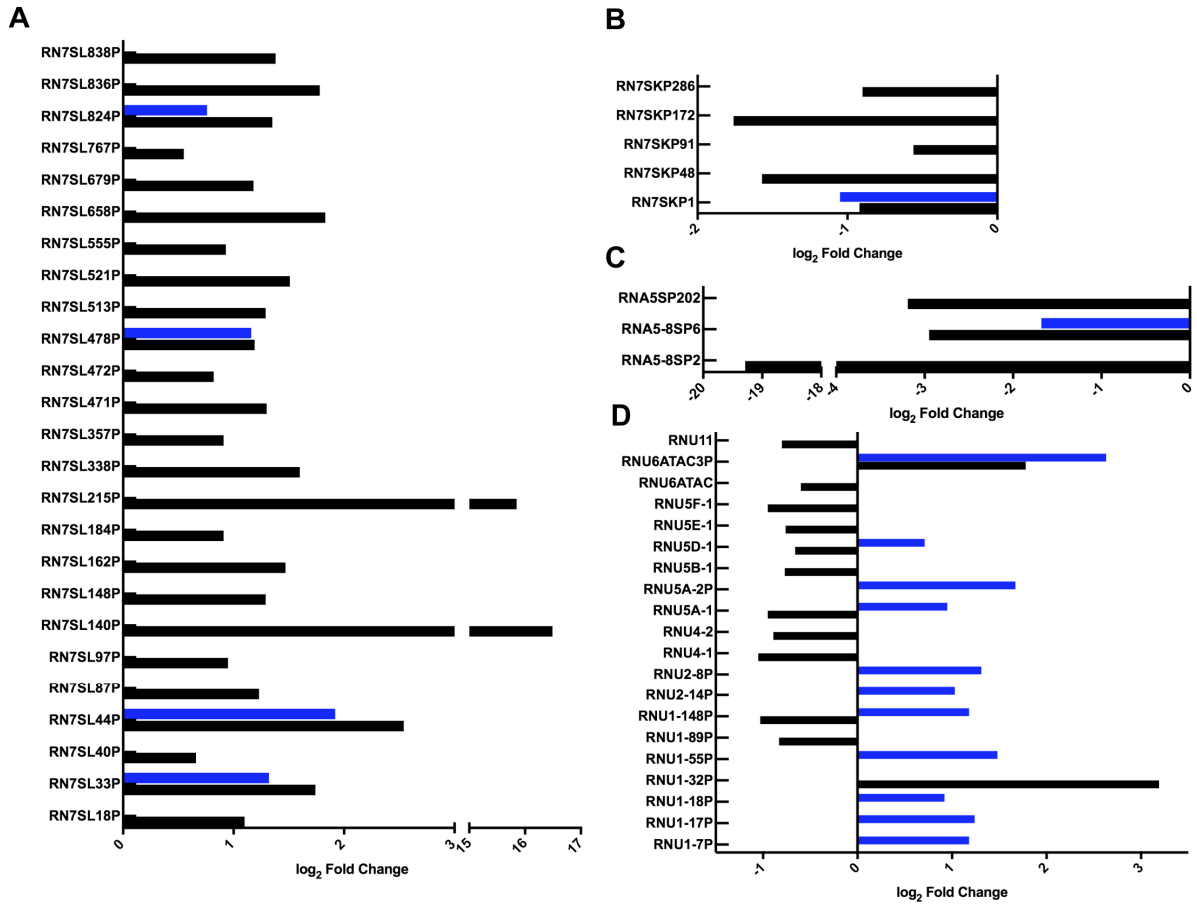 A
RN7SL838P
RN7SL836P
RN7SL824P
RN7SL767P
RN7SL679P
RN7SL658P
RN7SL555P
RN7SL521P
RN7SL513P
RN7SL478P
RN7SL472P
RN7SL471P
RN7SL357P
RN7SL338P
RN7SL215P
RN7SL184P
RN7SL162P
RN7SL148P
RN7SL140P
RN7SL97P
RN7SL87P
RN7SL44P
RN7SL40P
RN7SL33P
RN7SL18P
0 1 2 3 15 16 17
log2 Fold Change
B
RN7SKP286
RN7SKP172
RN7SKP91
RN7SKP48
RN7SKP1
-2 -1 0
log2 Fold Change
C
RNA5SP202
RNA5-8SP6
RNA5-8SP2
-20 -19 -18 -4 -3 -2 -1 0
log2 Fold Change
D
RNU11
RNU6ATAC3P
RNU6ATAC
RNU5F-1
RNU5E-1
RNU5D-1
RNU5B-1
RNU5A-2P
RNU5A-1
RNU4-2
RNU4-1
RNU2-8P
RNU2-14P
RNU1-148P
RNU1-89P
RNU1-55P
RNU1-32P
RNU1-18P
RNU1-17P
RNU1-7P
-1 0 1 2 3
log2 Fold Change